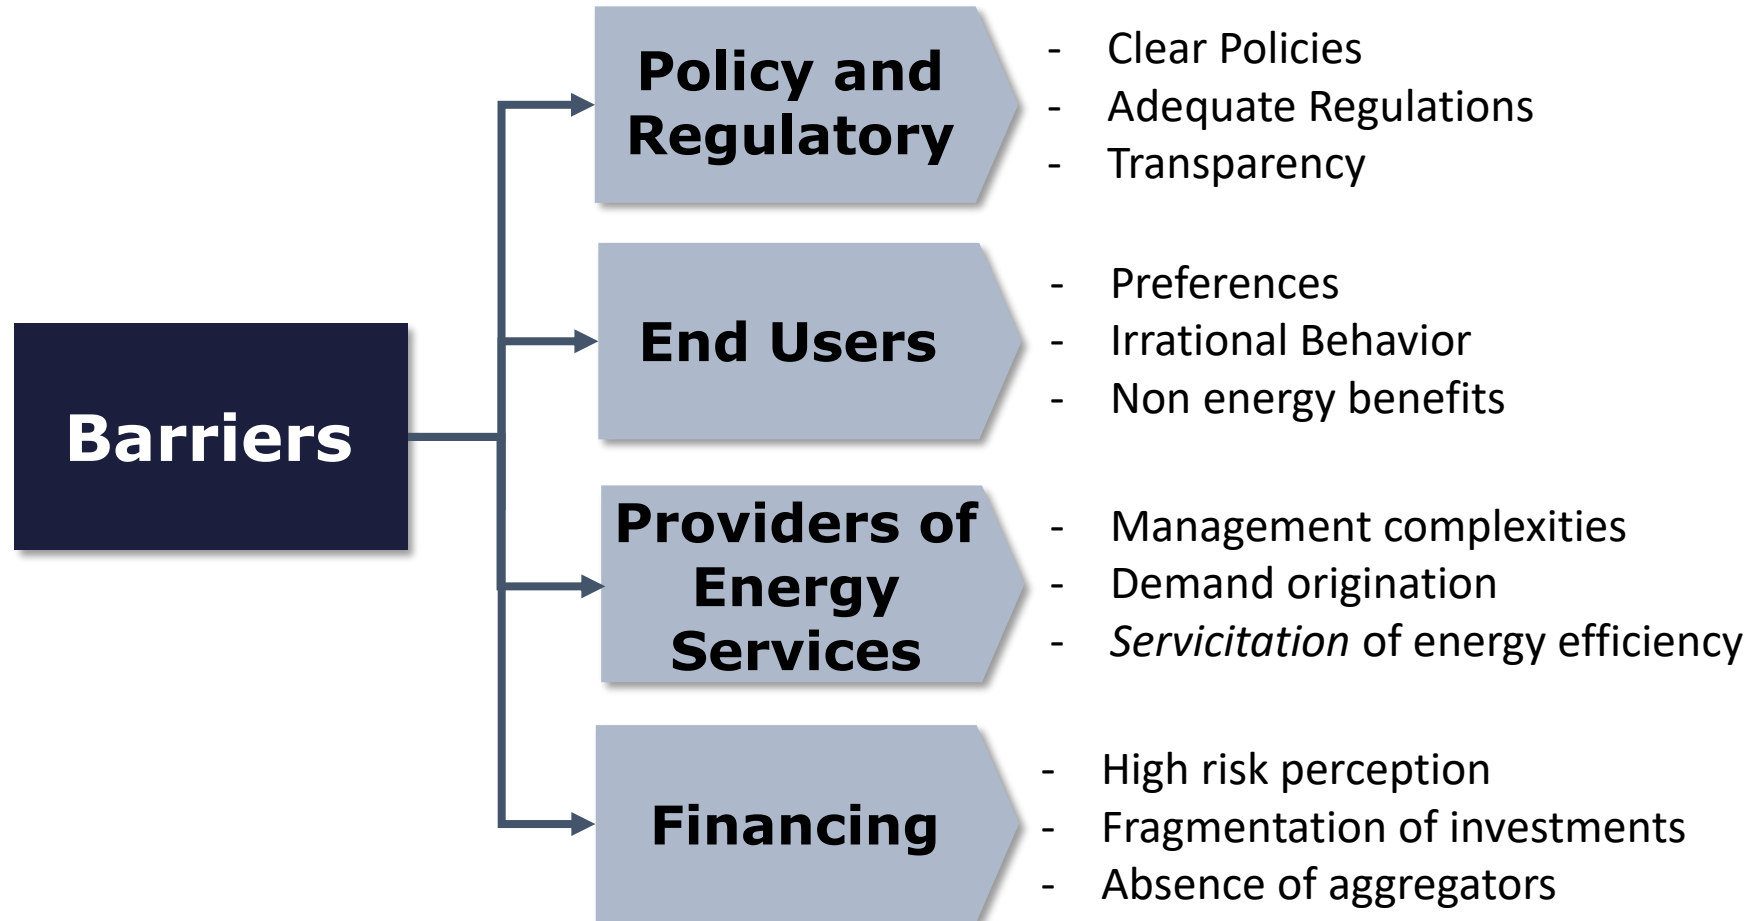 Barriers
Policy and
Regulatory
- Clear Policies
- Adequate Regulations
- Transparency
End Users
- Preferences
- Irrational Behavior
- Non energy benefits
Providers of
Energy
Services
- Management complexities
- Demand origination
- Servicitation of energy efficiency
Financing
- High risk perception
- Fragmentation of investments
- Absence of aggregators